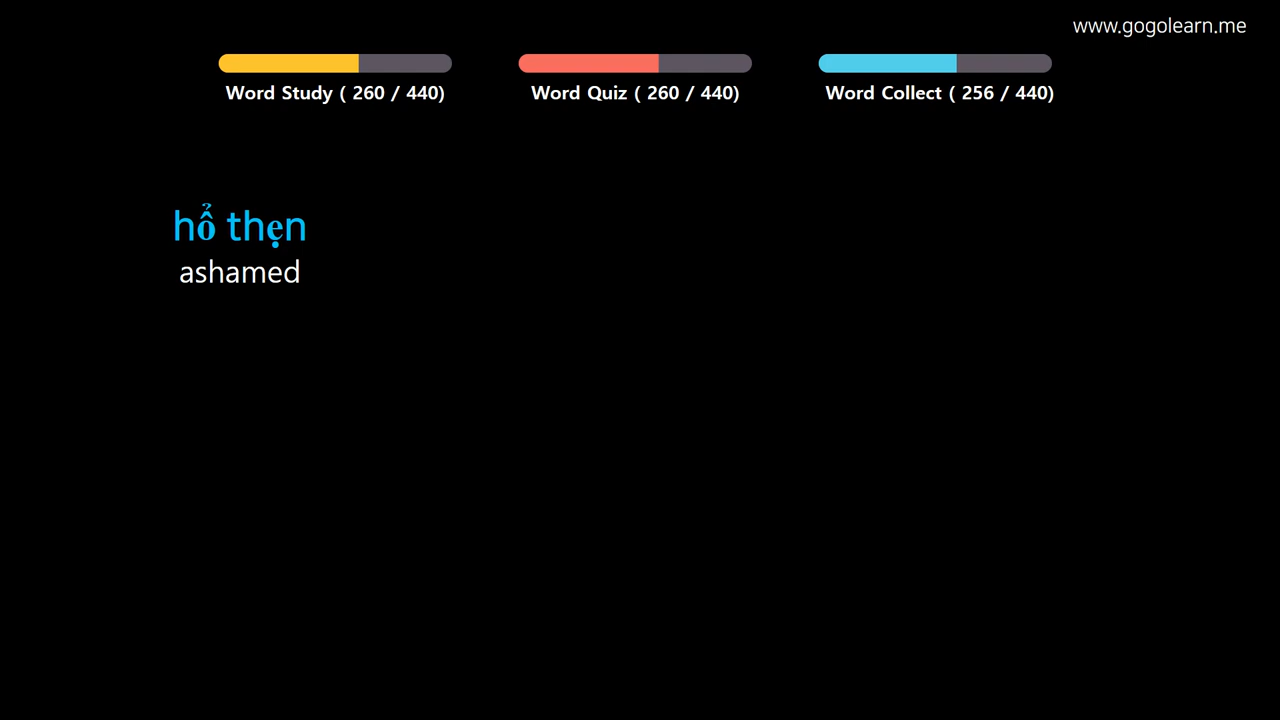 www.gogolearn.me
Word Study ( 260 / 440)
Word Quiz ( 260 / 440)
Word Collect ( 256 / 440)
hổ thẹn
ashamed